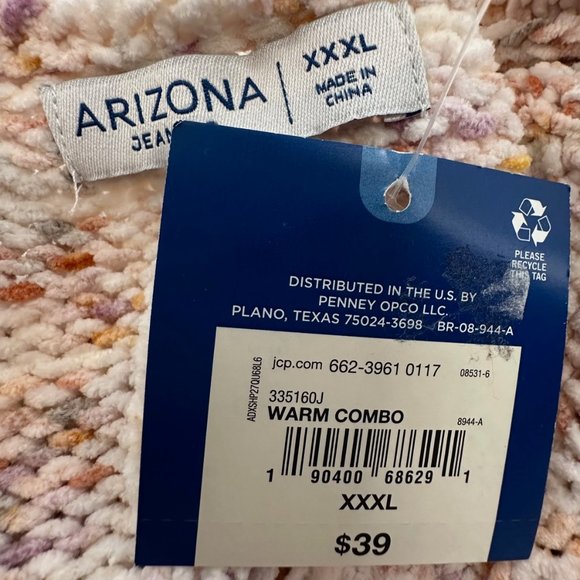 ARIZONA
JEAN
XXXL
MADE IN
CHINA
PLEASE
RECYCLE
THIS TAG
DISTRIBUTED IN THE U.S. BY
PENNEY OPCO LLC.
PLANO, TEXAS 75024-3698 BR-08-944-A
ADXSHP27QU68L6
jcp.com 662-3961 0117 08531-6
335160J
WARM COMBO 8944-A
1 90400 68629 1
XXXL
$39